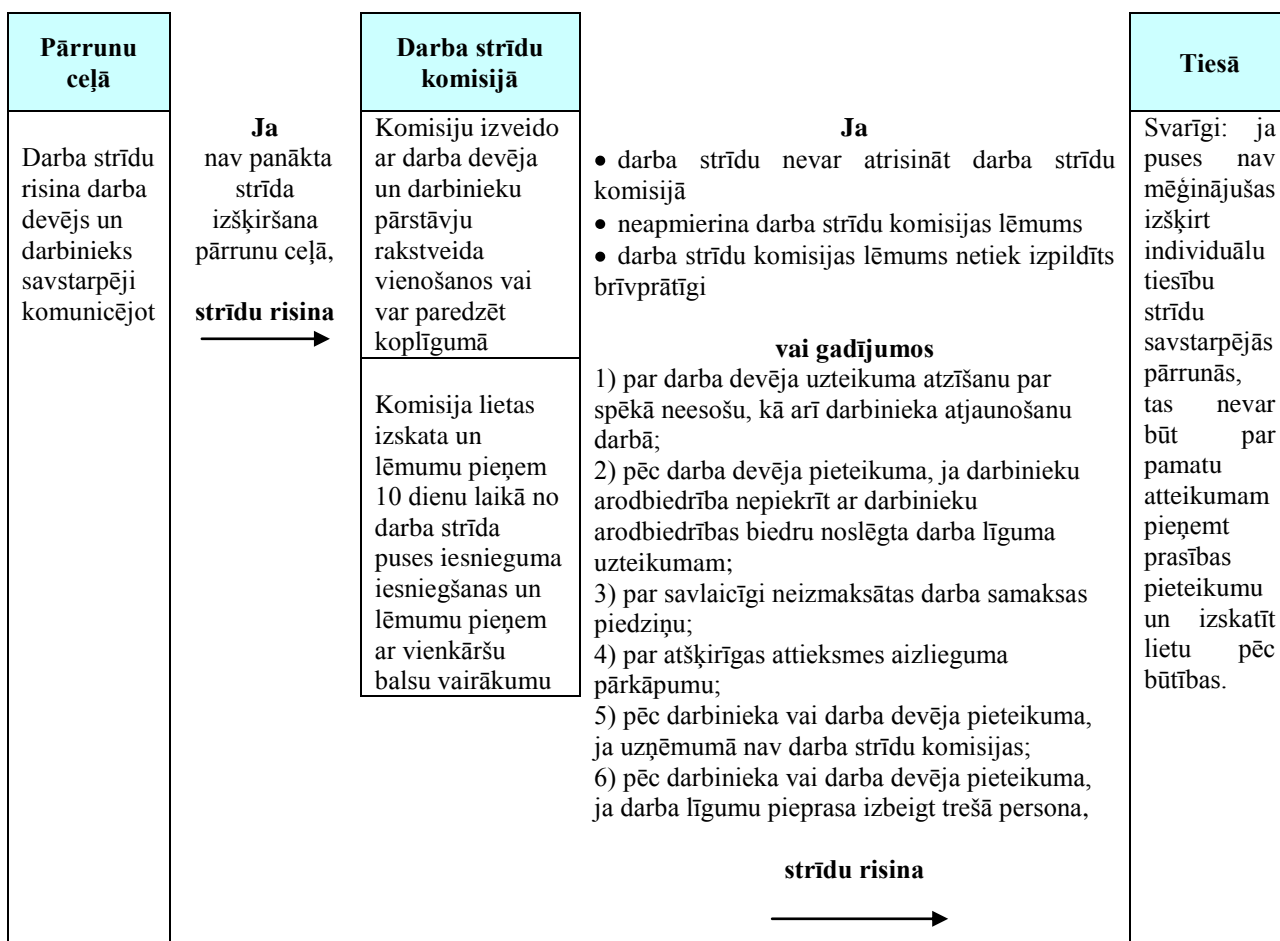 Pārrunu
ceļā
Darba strīdu
risina darba
devējs un
darbinieks
savstarpēji
komunicējot
Ja
nav panākta
strīda
izšķiršana
pārrunu ceļā,
strīdu risina
Darba strīdu
komisijā
Komisiju izveido
ar darba devēja
un darbinieku
pārstāvju
rakstveida
vienošanos vai
var paredzēt
koplīgumā
Komisija lietas
izskata un
lēmumu pieņem
10 dienu laikā no
darba strīda
puses iesnieguma
iesniegšanas un
lēmumu pieņem
ar vienkāršu
balsu vairākumu
Ja
• darba strīdu nevar atrisināt darba strīdu
komisijā
• neapmierina darba strīdu komisijas lēmums
• darba strīdu komisijas lēmums netiek izpildīts
brīvprātīgi
vai gadījumos
1) par darba devēja uzteikuma atzīšanu par
spēkā neesošu, kā arī darbinieka atjaunošanu
darbā;
2) pēc darba devēja pieteikuma, ja darbinieku
arodbiedrība nepiekrīt ar darbinieku
arodbiedrības biedru noslēgta darba līguma
uzteikumam;
3) par savlaicīgi neizmaksātas darba samaksas
piedziņu;
4) par atšķirīgas attieksmes aizlieguma
pārkāpumu;
5) pēc darbinieka vai darba devēja pieteikuma,
ja uzņēmumā nav darba strīdu komisijas;
6) pēc darbinieka vai darba devēja pieteikuma,
ja darba līgumu pieprasa izbeigt trešā persona,
strīdu risina
Tiesā
Svarīgi: ja
puses nav
mēģinājušas
izšķirt
individuālu
tiesību
strīdu
savstarpējās
pārrunās,
tas nevar
būt par
pamatu
atteikumam
pieņemt
prasības
pieteikumu
un izskatīt
lietu pēc
būtības.